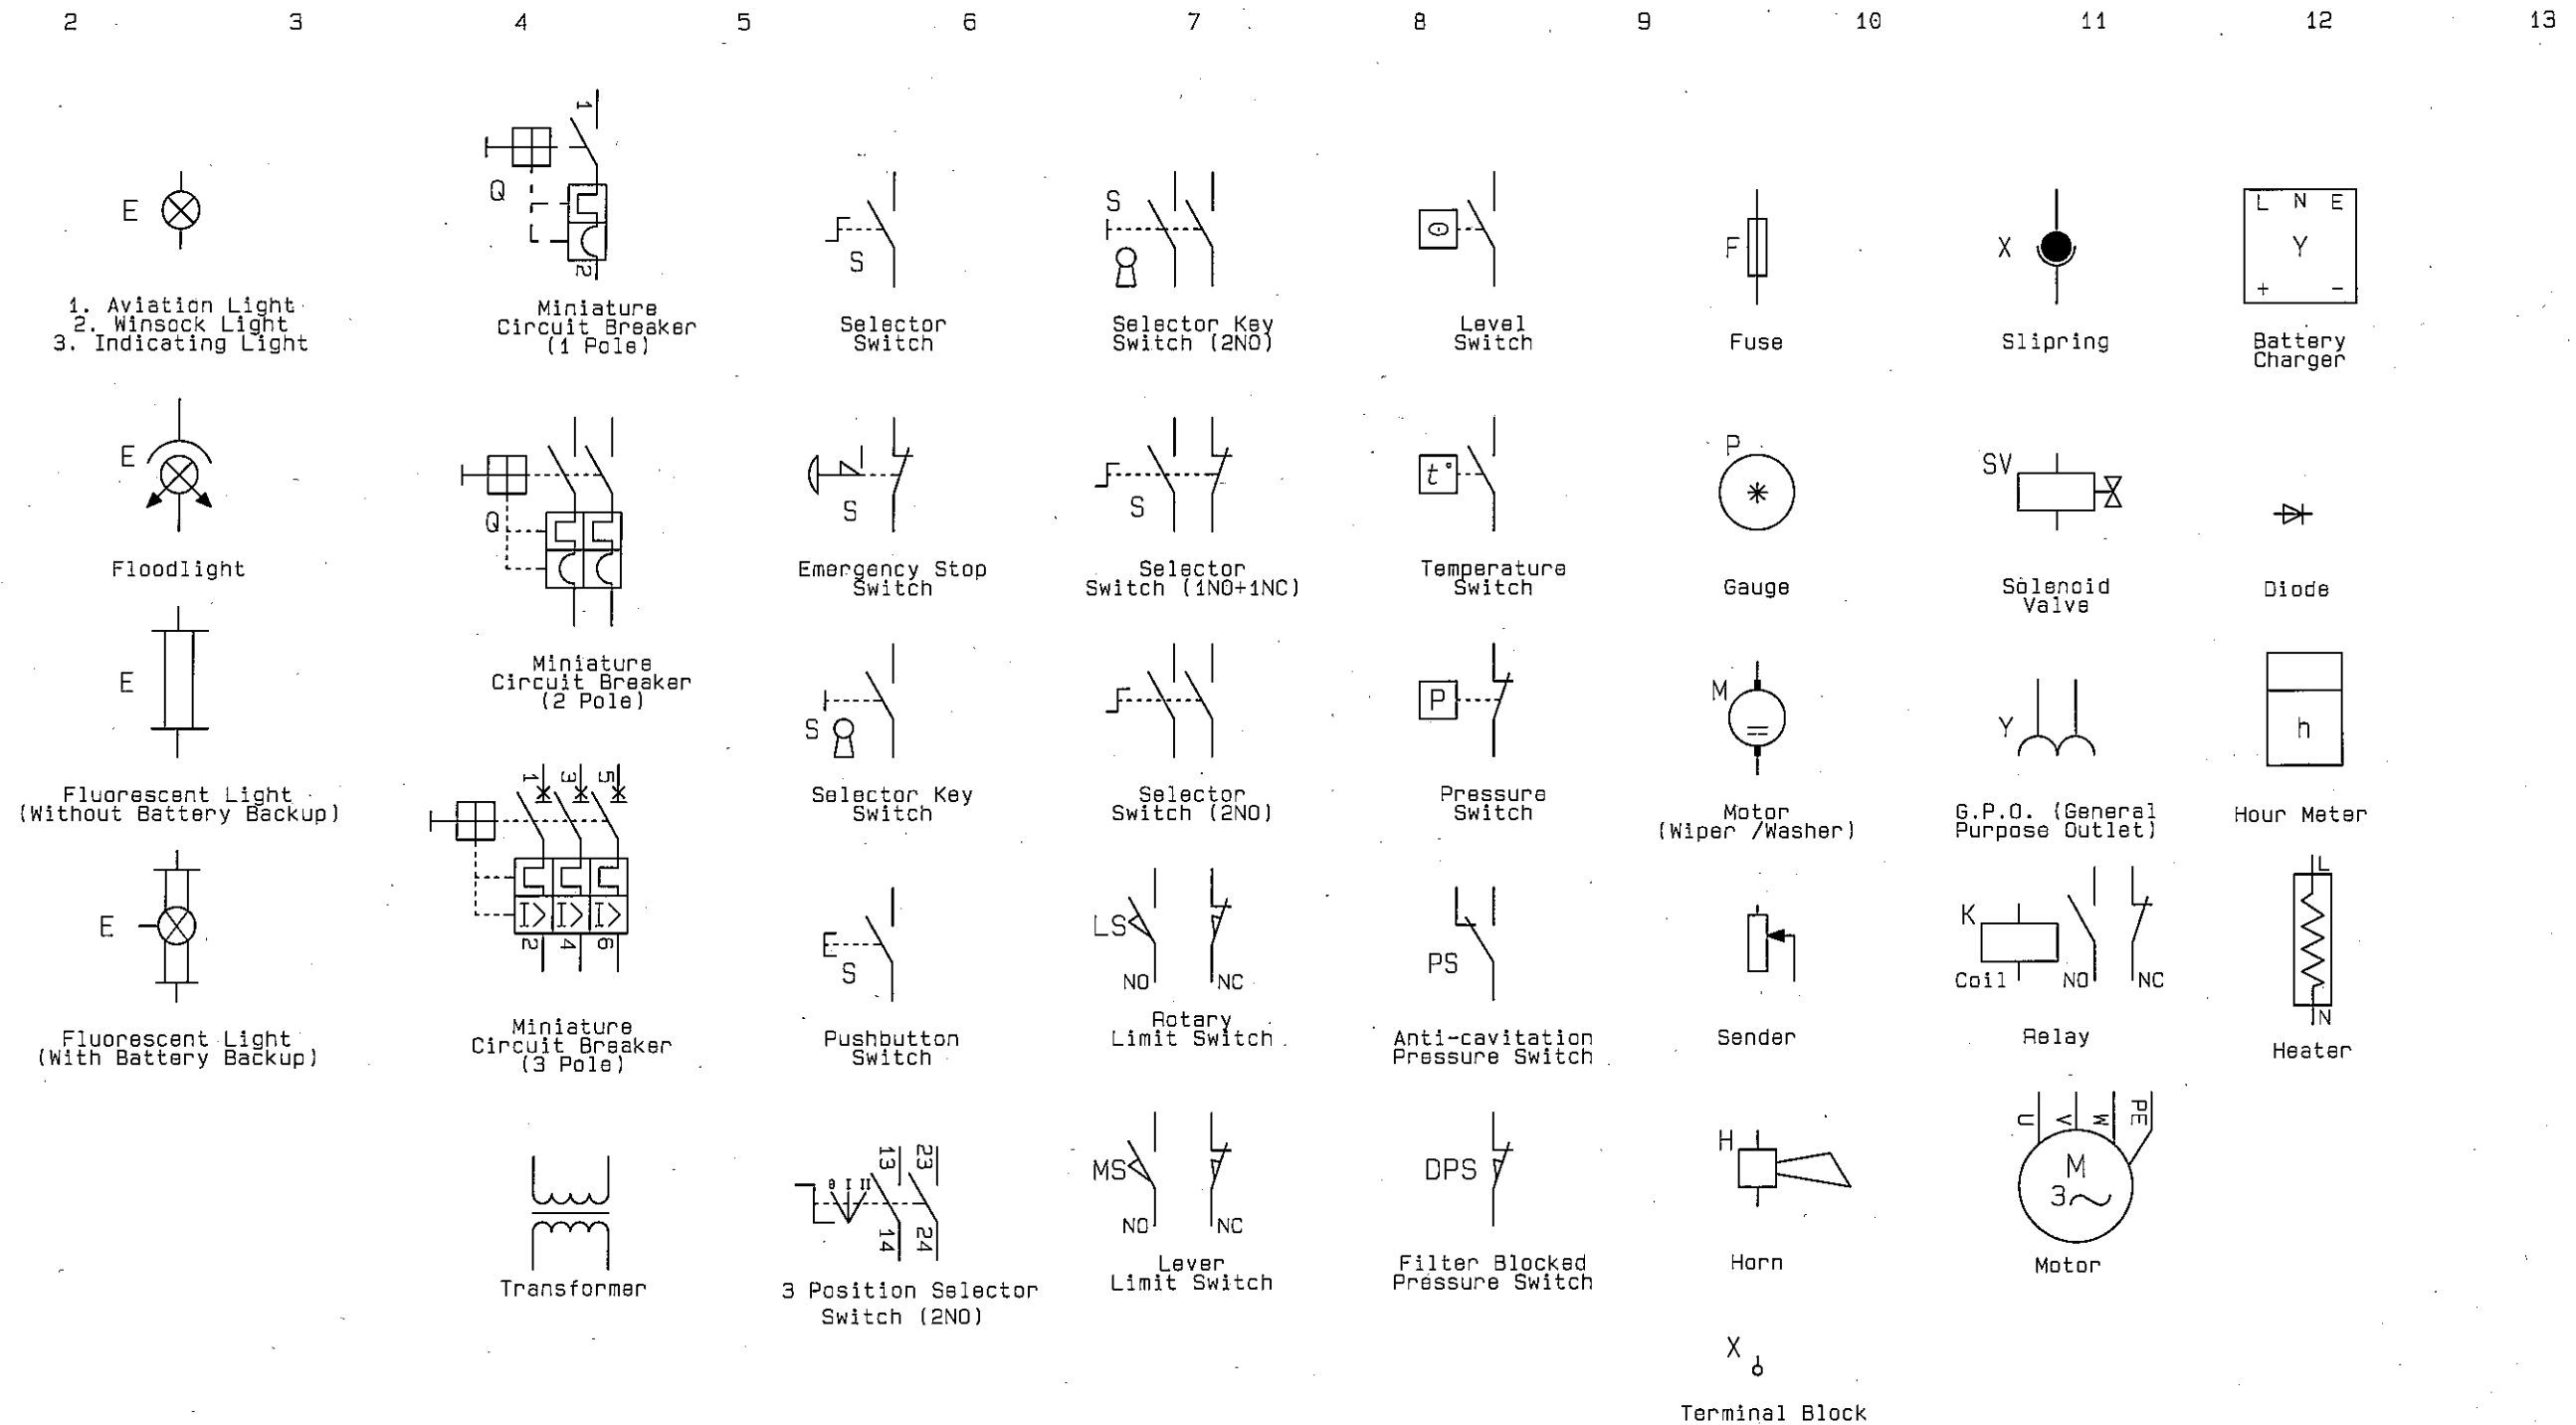 2 3 4 5 6 7 8 9 10 11 12 13
E
1. Aviation Light
2. Winsock Light
3. Indicating Light
1
Q
2
Miniature
Circuit Breaker
(1 Pole)
S
Selector
Switch
S
Selector Key
Switch (2NO)
Θ
Level
Switch
F
Fuse
X
Slipring
L N E
Y
+ -
Battery
Charger
E
Floodlight
Q
Miniature
Circuit Breaker
(2 Pole)
S
Emergency Stop
Switch
S
Selector
Switch (1NO+1NC)
t°
Temperature
Switch
P
*
Gauge
SV
Solenoid
Valve
Diode
E
Fluorescent Light
(Without Battery Backup)
S
Selector Key
Switch
Selector
Switch (2NO)
P
Pressure
Switch
M
Motor
(Wiper /Washer)
Y
G.P.O. (General
Purpose Outlet)
h
Hour Meter
E
Fluorescent Light
(With Battery Backup)
1 3 5
I> I> I>
2 4 6
Miniature
Circuit Breaker
(3 Pole)
E
S
Pushbutton
Switch
LS
NO NC
Rotary
Limit Switch
PS
Anti-cavitation
Pressure Switch
Sender
K
Coil NO NC
Relay
L
N
Heater
Transformer
13 23
0 I II
14 24
3 Position Selector
Switch (2NO)
MS
NO NC
Lever
Limit Switch
DPS
Filter Blocked
Pressure Switch
H
Horn
U V W PE
M
3~
Motor
X
Terminal Block